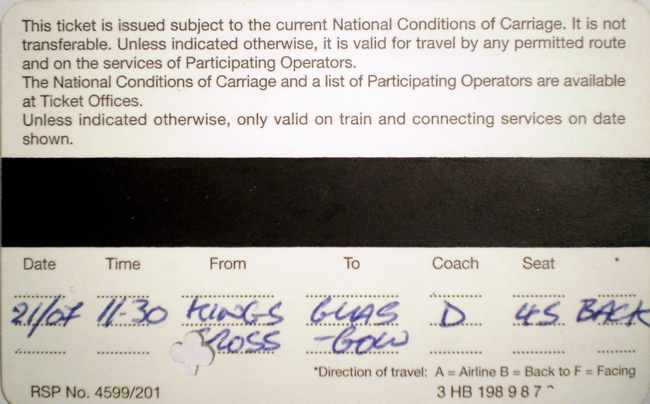 This ticket is issued subject to the current National Conditions of Carriage. It is not
transferable. Unless indicated otherwise, it is valid for travel by any permitted route
and on the services of Participating Operators.
The National Conditions of Carriage and a list of Participating Operators are available
at Ticket Offices.
Unless indicated otherwise, only valid on train and connecting services on date
shown.
Date Time From To Coach Seat *
21/07 11-30 KINGS GLAS D 45 BACK
CROSS -GOW
*Direction of travel: A = Airline B = Back to F = Facing
RSP No. 4599/201 3 HB 198 9 8 7